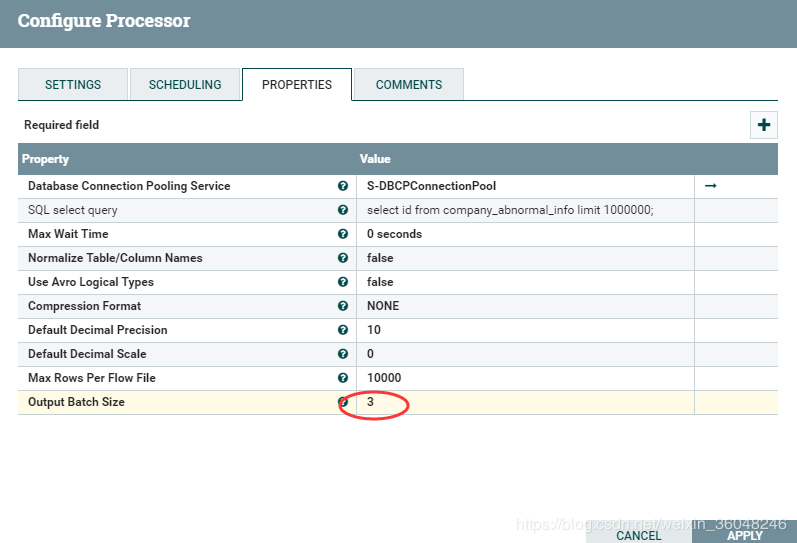 Configure Processor
SETTINGS SCHEDULING PROPERTIES COMMENTS
Required field
Property Value
Database Connection Pooling Service S-DBCPConnectionPool
SQL select query select id from company_abnormal_info limit 1000000;
Max Wait Time 0 seconds
Normalize Table/Column Names false
Use Avro Logical Types false
Compression Format NONE
Default Decimal Precision 10
Default Decimal Scale 0
Max Rows Per Flow File 10000
Output Batch Size 3
https://blog.csdn.net/weixin_36048246
CANCEL APPLY